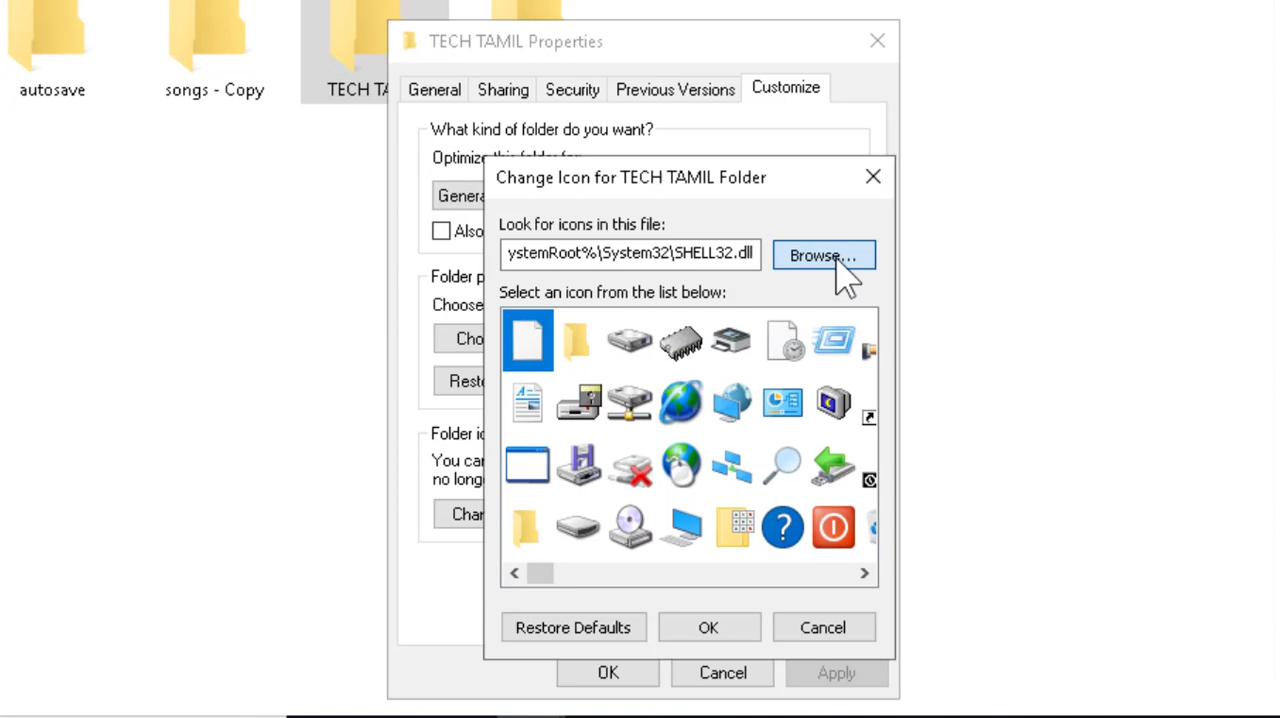 autosave
songs - Copy
TECH TA
TECH TAMIL Properties
General
Sharing
Security
Previous Versions
Customize
What kind of folder do you want?
Optimize this folder for:
Genera
Also
Folder p
Choose
Cho
Rest
Folder ic
You can
no long
Chan
Change Icon for TECH TAMIL Folder
Look for icons in this file:
ystemRoot%\System32\SHELL32.dll
Browse...
Select an icon from the list below:
Restore Defaults
OK
Cancel
OK
Cancel
Apply